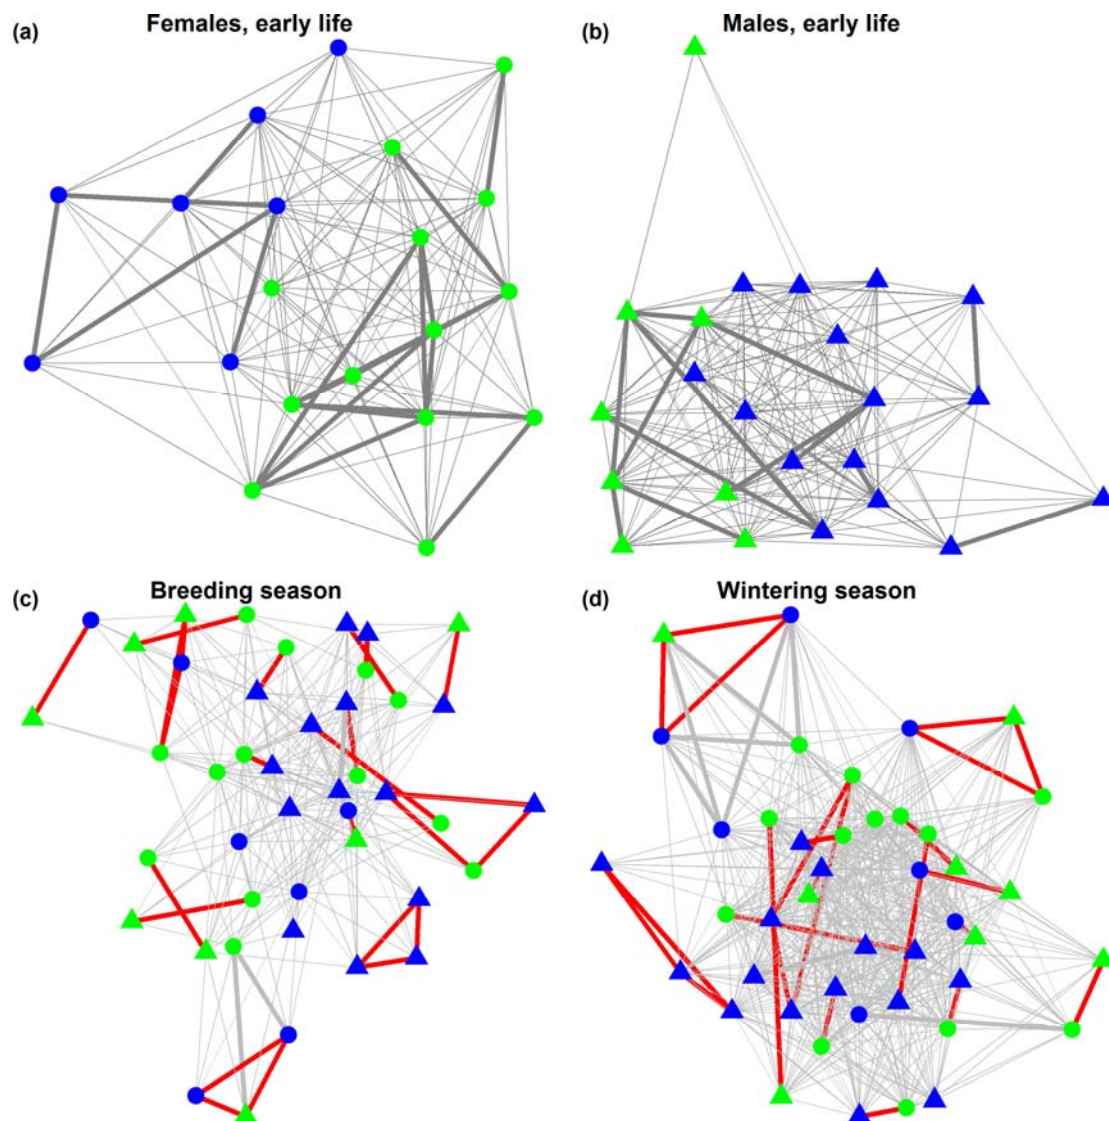 (a) Females, early life
(b) Males, early life
(c) Breeding season
(d) Wintering season